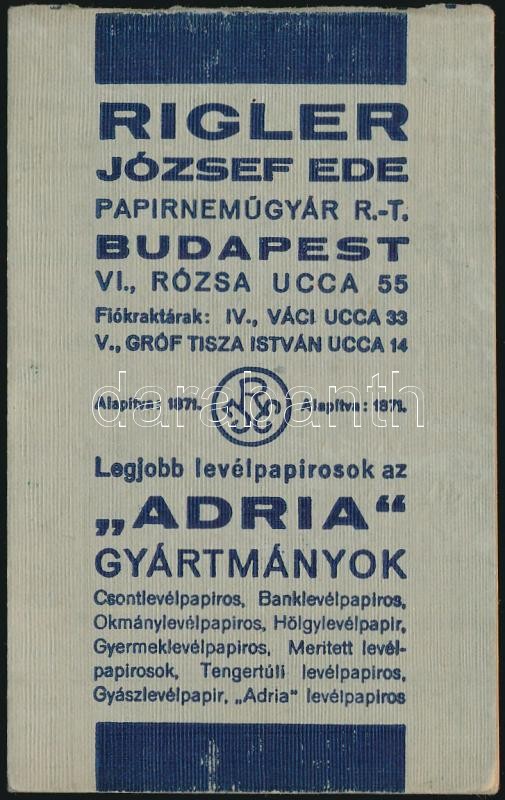 RIGLER
JÓZSEF EDE
PAPIRNEMŰGYÁR R.-T.
BUDAPEST
VI., RÓZSA UCCA 55
Fiókraktárak: IV., VÁCI UCCA 33
V., GRÓF TISZA ISTVÁN UCCA 14
Alapítva: 1871. Alapítva: 1871.
darabanth
Legjobb levélpapirosok az
„ADRIA“
GYÁRTMÁNYOK
Csontlevélpapiros, Banklevélpapiros,
Okmánylevélpapiros, Hölgylevélpapir,
Gyermeklevélpapiros, Meritett levél-
papirosok, Tengertúli levélpapiros,
Gyászlevélpapir, „Adria“ levélpapiros